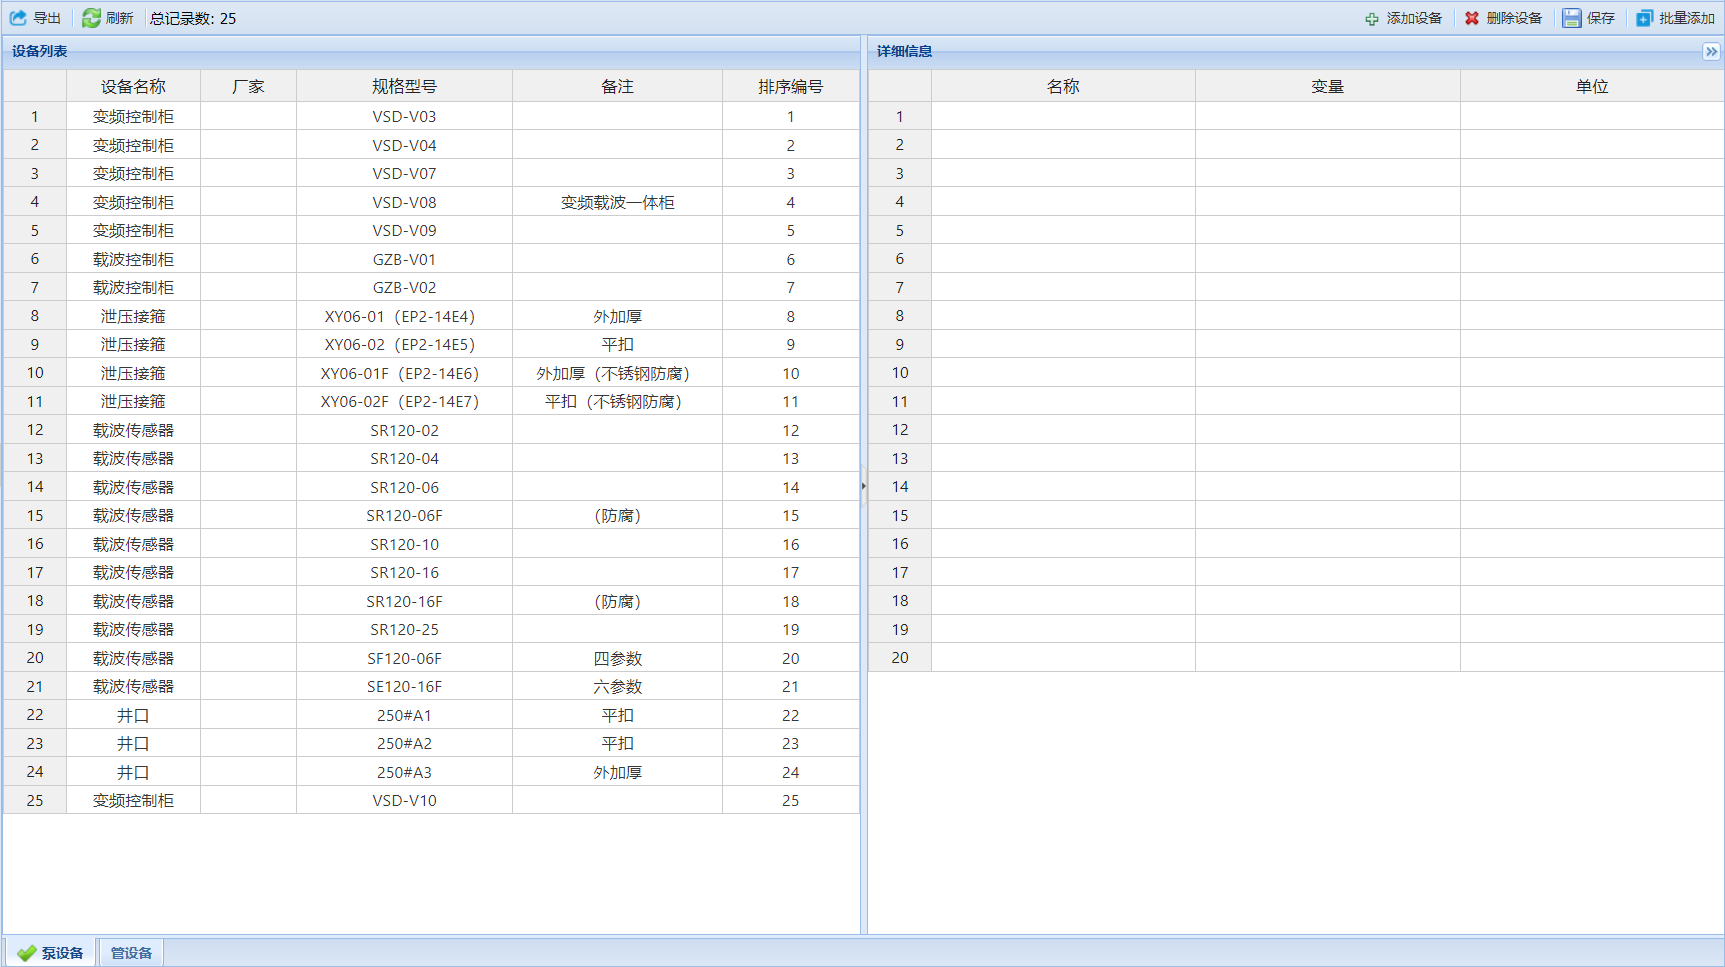 导出 刷新 总记录数: 25 添加设备 删除设备 保存 批量添加
设备列表
设备名称 厂家 规格型号 备注 排序编号
1 变频控制柜 VSD-V03 1
2 变频控制柜 VSD-V04 2
3 变频控制柜 VSD-V07 3
4 变频控制柜 VSD-V08 变频载波一体柜 4
5 变频控制柜 VSD-V09 5
6 载波控制柜 GZB-V01 6
7 载波控制柜 GZB-V02 7
8 泄压接箍 XY06-01（EP2-14E4） 外加厚 8
9 泄压接箍 XY06-02（EP2-14E5） 平扣 9
10 泄压接箍 XY06-01F（EP2-14E6） 外加厚（不锈钢防腐） 10
11 泄压接箍 XY06-02F（EP2-14E7） 平扣（不锈钢防腐） 11
12 载波传感器 SR120-02 12
13 载波传感器 SR120-04 13
14 载波传感器 SR120-06 14
15 载波传感器 SR120-06F （防腐） 15
16 载波传感器 SR120-10 16
17 载波传感器 SR120-16 17
18 载波传感器 SR120-16F （防腐） 18
19 载波传感器 SR120-25 19
20 载波传感器 SF120-06F 四参数 20
21 载波传感器 SE120-16F 六参数 21
22 井口 250#A1 平扣 22
23 井口 250#A2 平扣 23
24 井口 250#A3 外加厚 24
25 变频控制柜 VSD-V10 25
详细信息
名称 变量 单位
1
2
3
4
5
6
7
8
9
10
11
12
13
14
15
16
17
18
19
20
泵设备 管设备